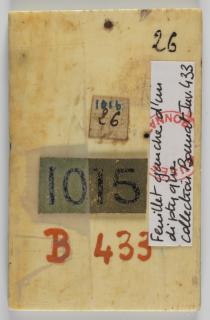 26
1016
26
1015
B 433
Feuillet gauche d'un
diptyque
collection Bonnat Inv. 433